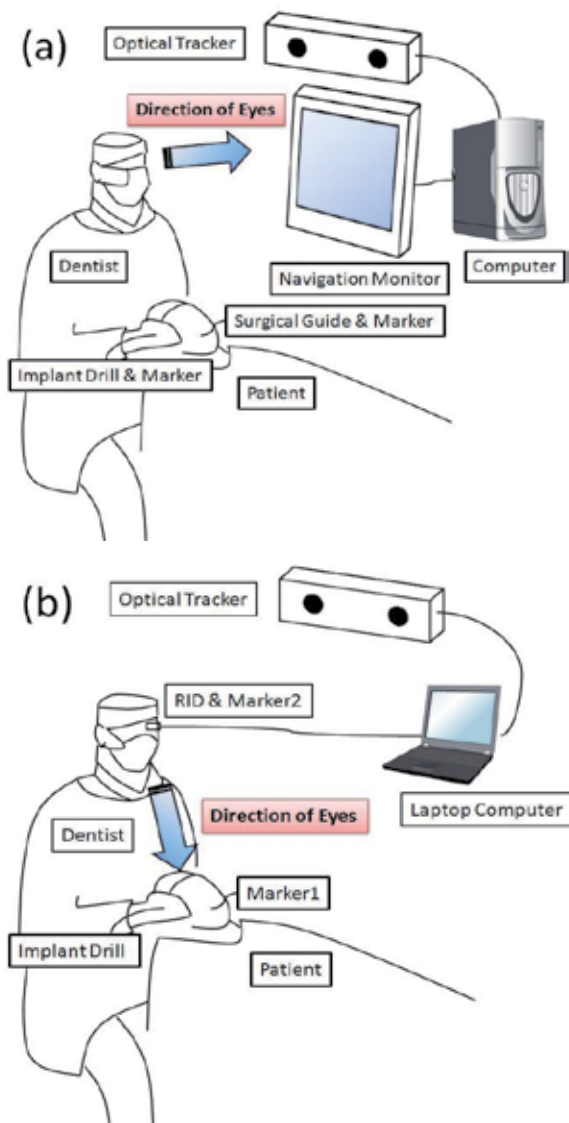 (a)
Optical Tracker
Direction of Eyes
Dentist
Navigation Monitor
Computer
Surgical Guide & Marker
Implant Drill & Marker
Patient
(b)
Optical Tracker
RID & Marker2
Laptop Computer
Direction of Eyes
Dentist
Marker1
Implant Drill
Patient